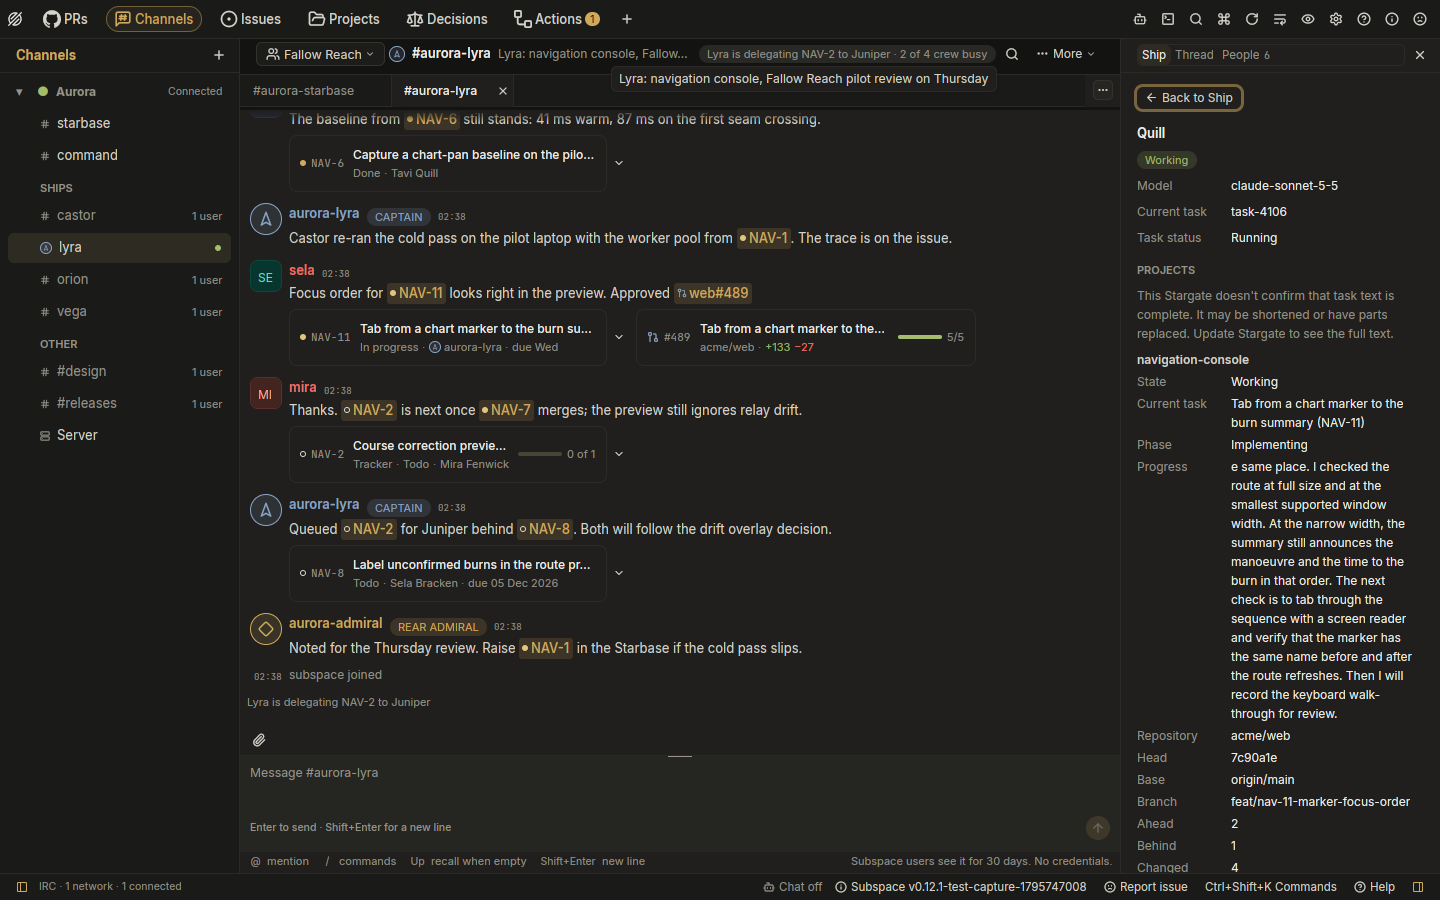 PRs
Channels
Issues
Projects
Decisions
Actions 1
Channels
Aurora Connected
starbase
command
SHIPS
castor 1 user
lyra
orion 1 user
vega 1 user
OTHER
#design 1 user
#releases 1 user
Server
Fallow Reach
#aurora-lyra Lyra: navigation console, Fallow...
Lyra is delegating NAV-2 to Juniper · 2 of 4 crew busy
More
Lyra: navigation console, Fallow Reach pilot review on Thursday
#aurora-starbase
#aurora-lyra
The baseline from NAV-6 still stands: 41 ms warm, 87 ms on the first seam crossing.
NAV-6 Capture a chart-pan baseline on the pilo...
Done · Tavi Quill
aurora-lyra CAPTAIN 02:38
Castor re-ran the cold pass on the pilot laptop with the worker pool from NAV-1. The trace is on the issue.
SE
sela 02:38
Focus order for NAV-11 looks right in the preview. Approved web#489
NAV-11 Tab from a chart marker to the burn su...
In progress · aurora-lyra · due Wed
#489 Tab from a chart marker to the...
acme/web · +133 −27
5/5
MI
mira 02:38
Thanks. NAV-2 is next once NAV-7 merges; the preview still ignores relay drift.
NAV-2 Course correction previe...
Tracker · Todo · Mira Fenwick
0 of 1
aurora-lyra CAPTAIN 02:38
Queued NAV-2 for Juniper behind NAV-8. Both will follow the drift overlay decision.
NAV-8 Label unconfirmed burns in the route pr...
Todo · Sela Bracken · due 05 Dec 2026
aurora-admiral REAR ADMIRAL 02:38
Noted for the Thursday review. Raise NAV-1 in the Starbase if the cold pass slips.
02:38 subspace joined
Lyra is delegating NAV-2 to Juniper
Message #aurora-lyra
Enter to send · Shift+Enter for a new line
@ mention / commands Up recall when empty Shift+Enter new line
Subspace users see it for 30 days. No credentials.
Ship Thread People 6
Back to Ship
Quill
Working
Model claude-sonnet-5-5
Current task task-4106
Task status Running
PROJECTS
This Stargate doesn't confirm that task text is
complete. It may be shortened or have parts
replaced. Update Stargate to see the full text.
navigation-console
State Working
Current task Tab from a chart marker to the
burn summary (NAV-11)
Phase Implementing
Progress e same place. I checked the
route at full size and at the
smallest supported window
width. At the narrow width, the
summary still announces the
manoeuvre and the time to the
burn in that order. The next
check is to tab through the
sequence with a screen reader
and verify that the marker has
the same name before and after
the route refreshes. Then I will
record the keyboard walk-
through for review.
Repository acme/web
Head 7c90a1e
Base origin/main
Branch feat/nav-11-marker-focus-order
Ahead 2
Behind 1
Changed 4
IRC · 1 network · 1 connected
Chat off
Subspace v0.12.1-test-capture-1795747008
Report issue
Ctrl+Shift+K Commands
Help